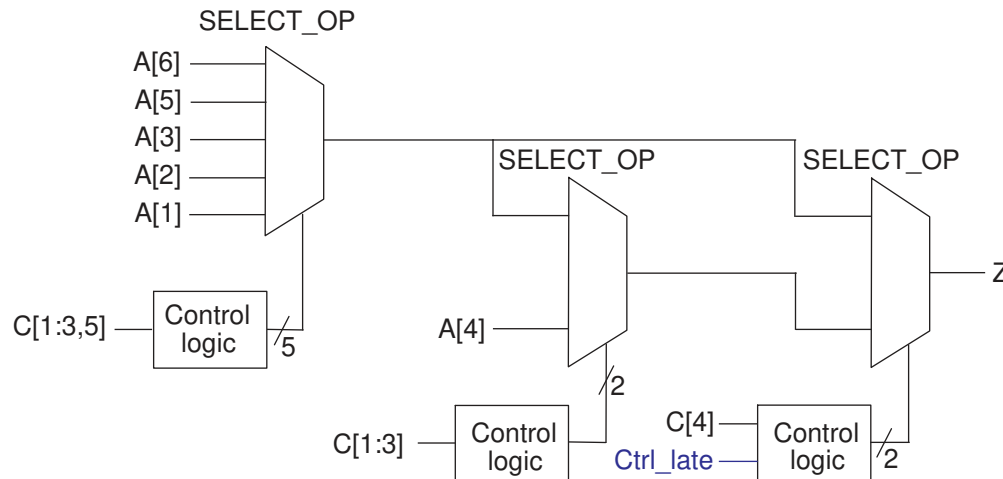 SELECT_OP
A[6]
A[5]
A[3]
A[2]
A[1]
C[1:3,5]
Control
logic
5
SELECT_OP
A[4]
2
C[1:3]
Control
logic
SELECT_OP
Z
C[4]
Ctrl_late
Control
logic
2